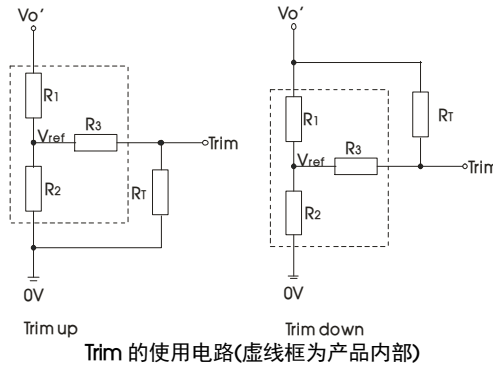 Vo'
R1
Vref
R3
Trim
R2
RT
0V
Trim up
Vo'
R1
RT
Vref
R3
Trim
R2
0V
Trim down
Trim 的使用电路(虚线框为产品内部)